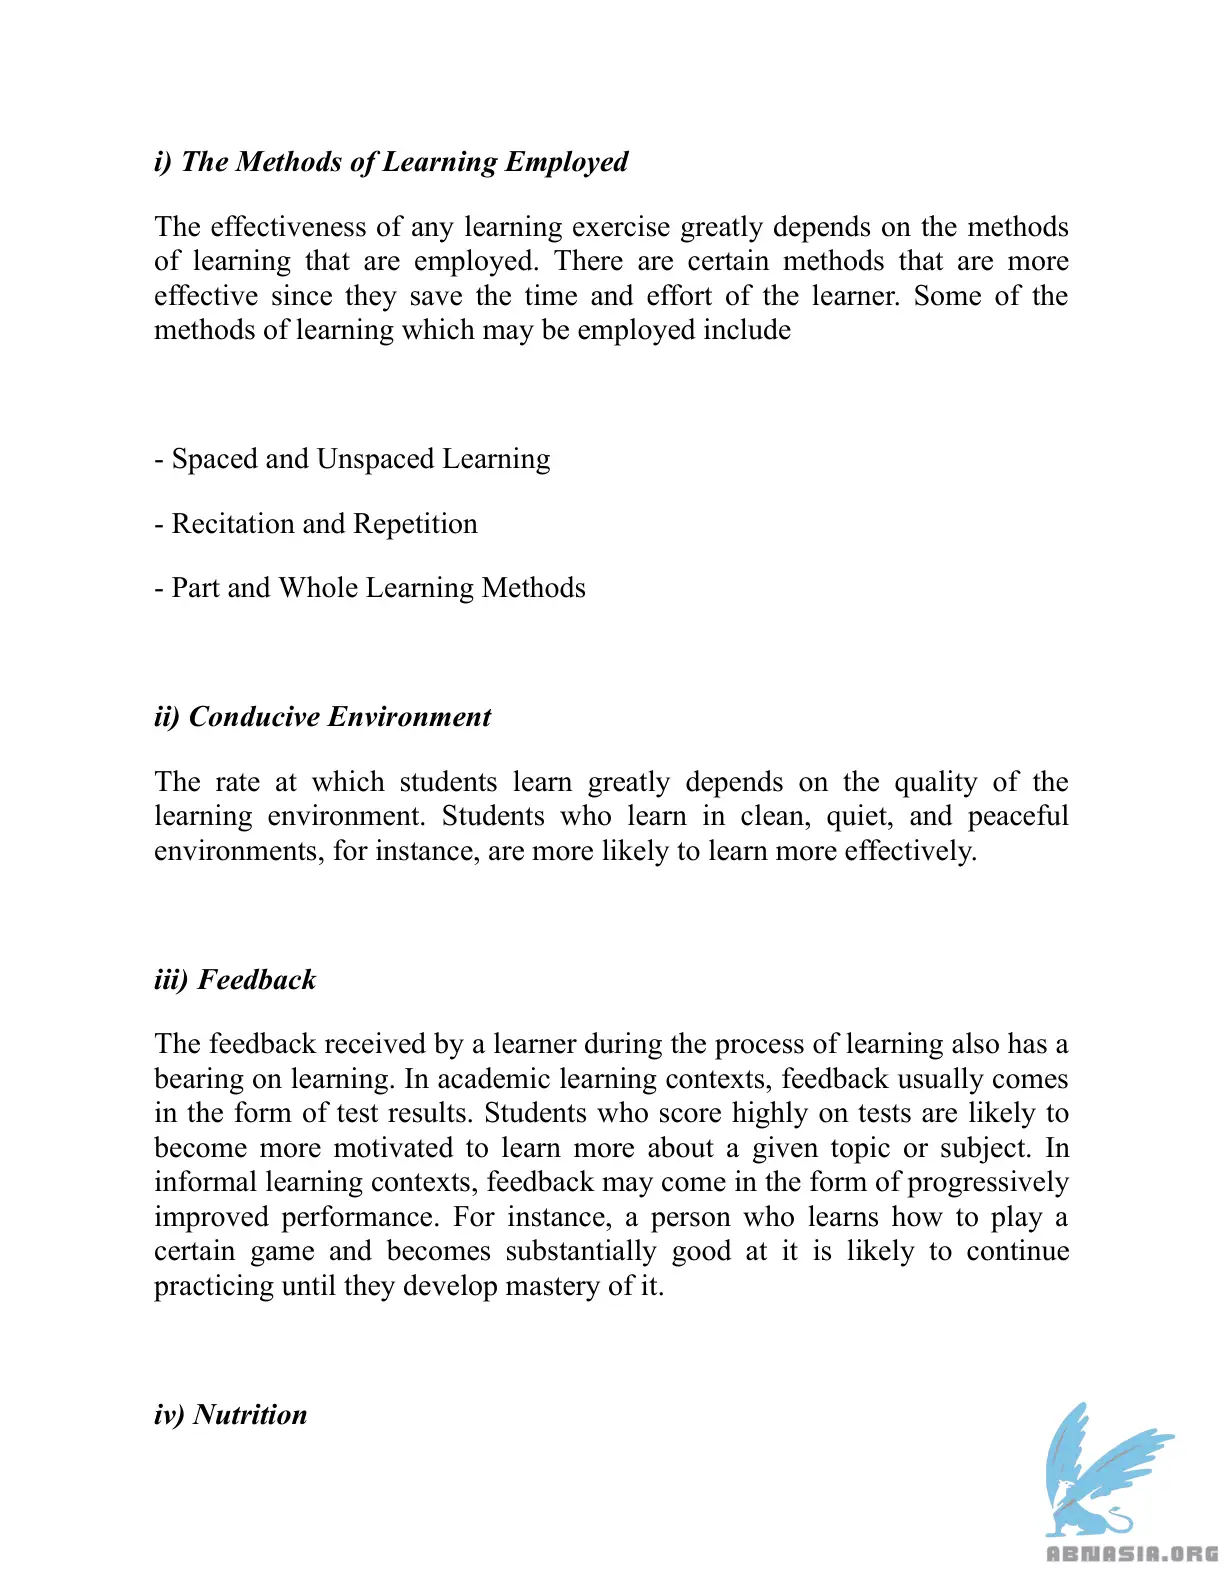 i) The Methods of Learning Employed
The effectiveness of any learning exercise greatly depends on the methods
of learning that are employed. There are certain methods that are more
effective since they save the time and effort of the learner. Some of the
methods of learning which may be employed include
- Spaced and Unspaced Learning
- Recitation and Repetition
- Part and Whole Learning Methods
ii) Conducive Environment
The rate at which students learn greatly depends on the quality of the
learning environment. Students who learn in clean, quiet, and peaceful
environments, for instance, are more likely to learn more effectively.
iii) Feedback
The feedback received by a learner during the process of learning also has a
bearing on learning. In academic learning contexts, feedback usually comes
in the form of test results. Students who score highly on tests are likely to
become more motivated to learn more about a given topic or subject. In
informal learning contexts, feedback may come in the form of progressively
improved performance. For instance, a person who learns how to play a
certain game and becomes substantially good at it is likely to continue
practicing until they develop mastery of it.
iv) Nutrition
ABNASIA.ORG